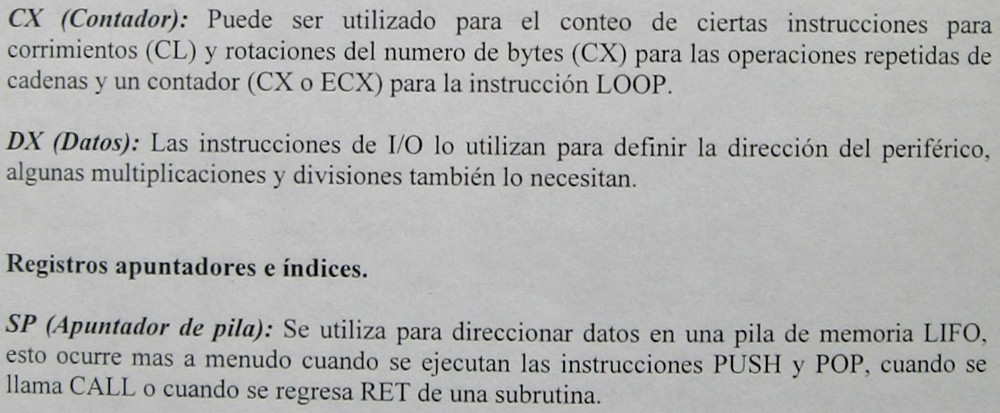 CX (Contador): Puede ser utilizado para el conteo de ciertas instrucciones para
corrimientos (CL) y rotaciones del numero de bytes (CX) para las operaciones repetidas de
cadenas y un contador (CX o ECX) para la instrucción LOOP.
DX (Datos): Las instrucciones de I/O lo utilizan para definir la dirección del periférico,
algunas multiplicaciones y divisiones también lo necesitan.
Registros apuntadores e índices.
SP (Apuntador de pila): Se utiliza para direccionar datos en una pila de memoria LIFO,
esto ocurre mas a menudo cuando se ejecutan las instrucciones PUSH y POP, cuando se
llama CALL o cuando se regresa RET de una subrutina.